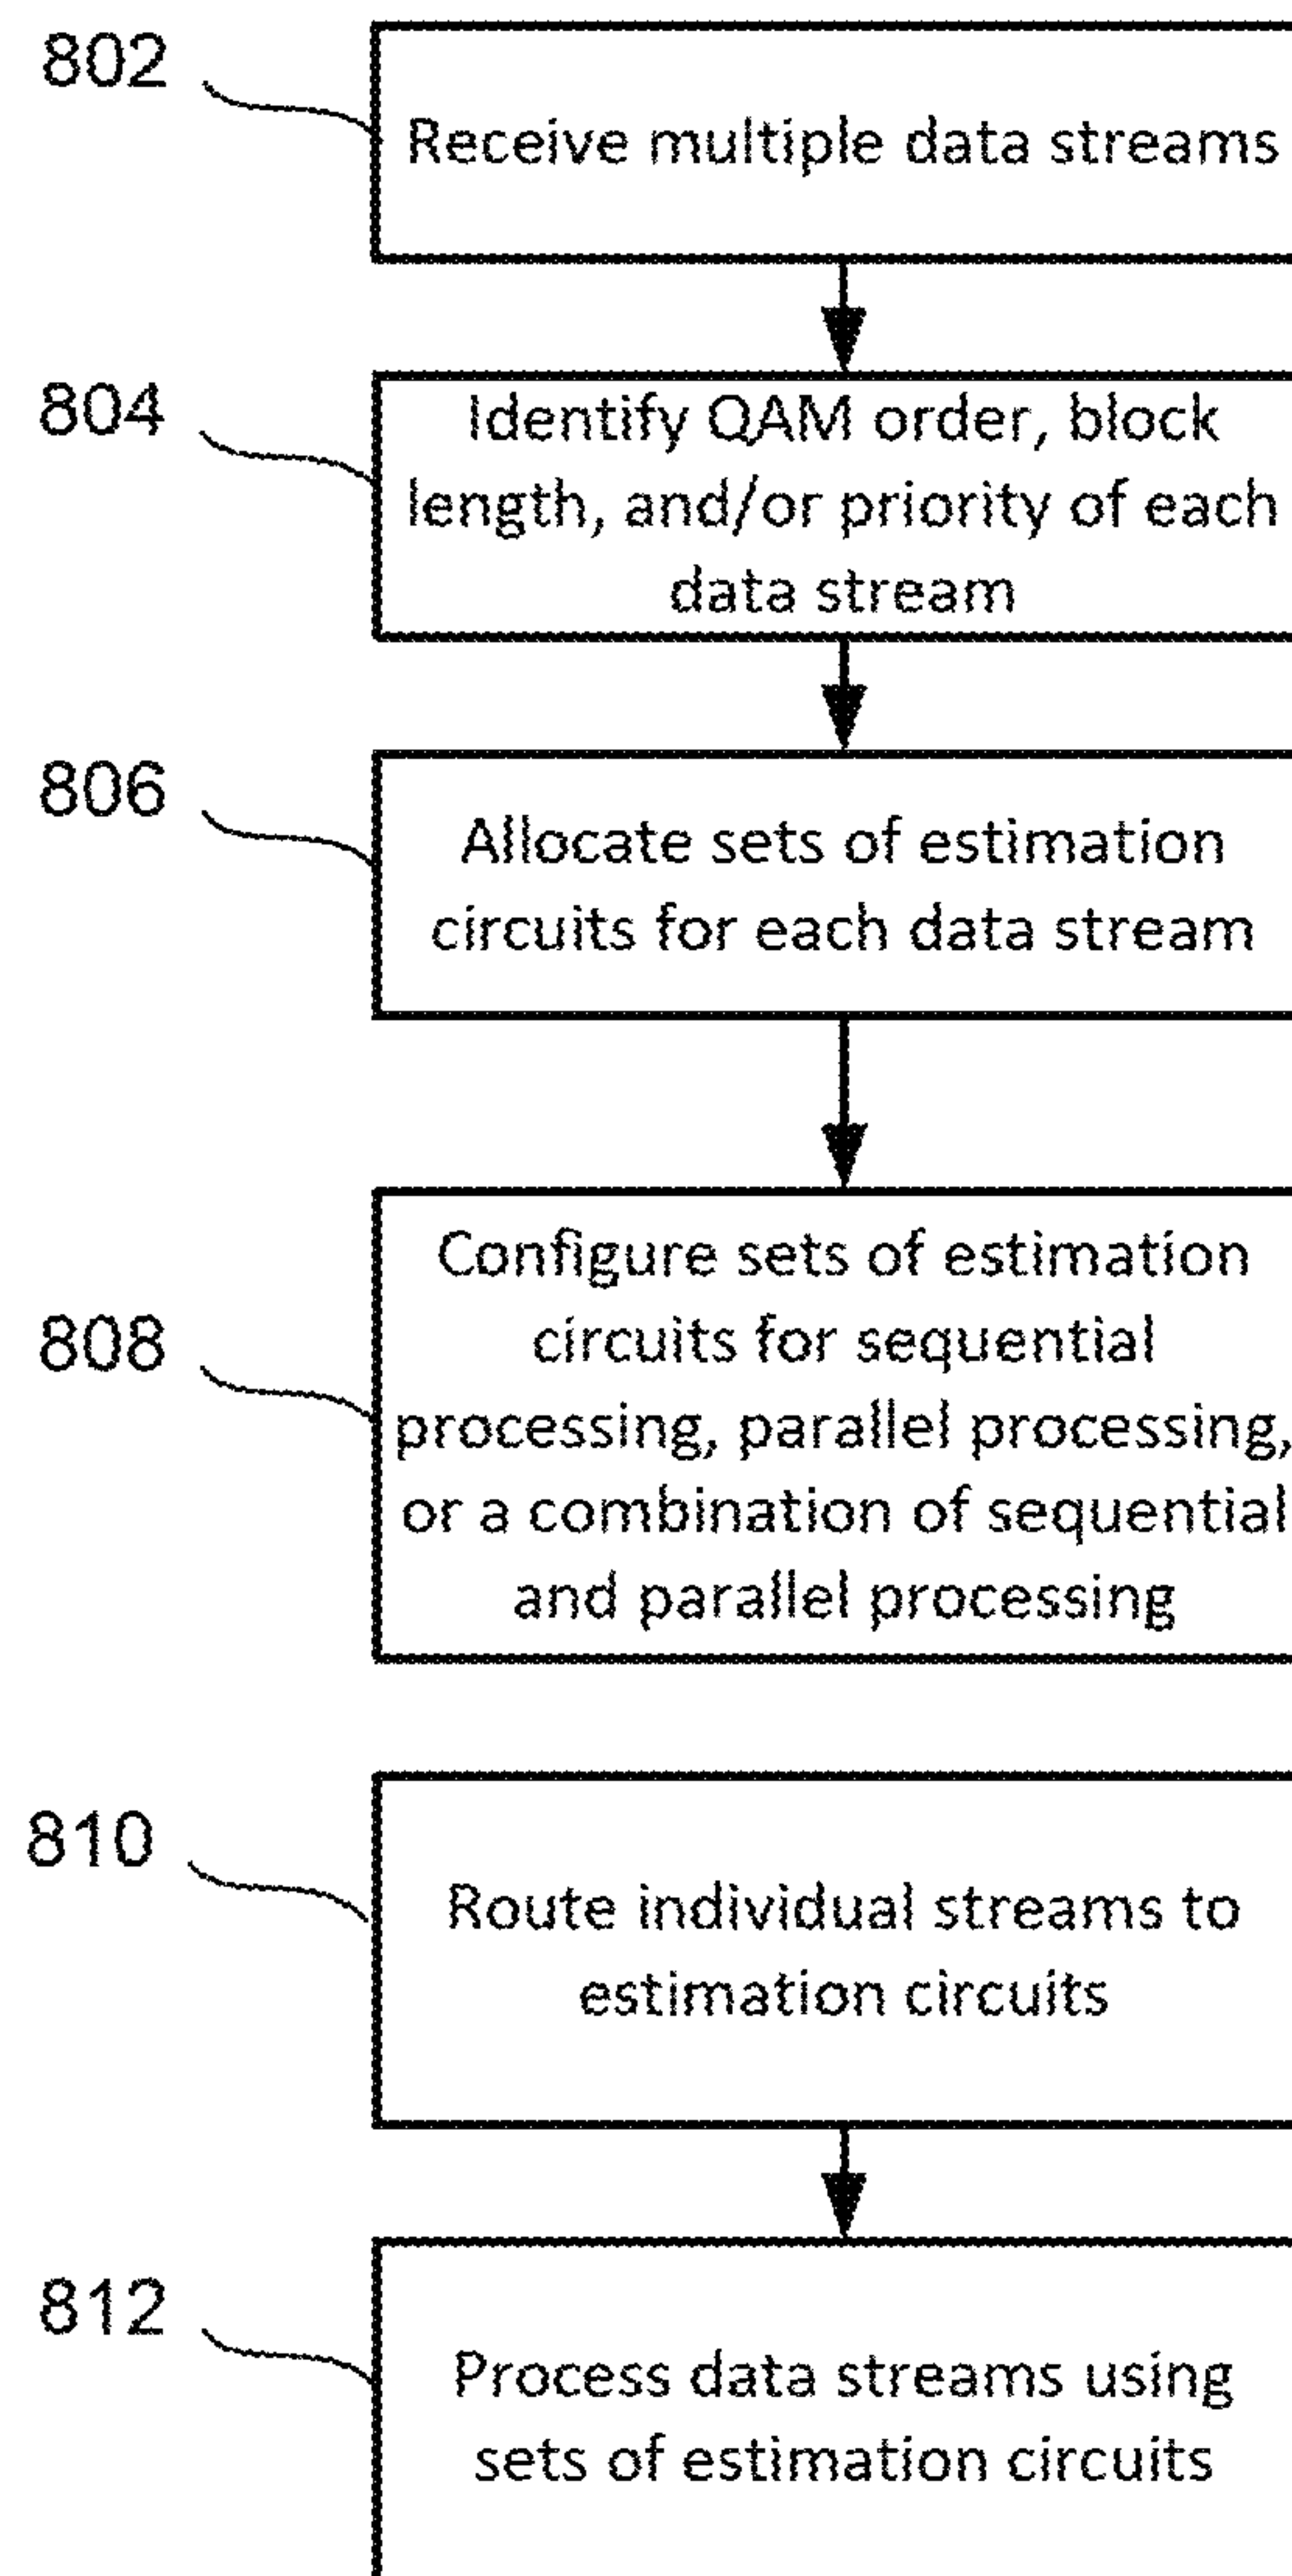 802
Receive multiple data streams
804
Identify QAM order, block
length, and/or priority of each
data stream
806
Allocate sets of estimation
circuits for each data stream
808
Configure sets of estimation
circuits for sequential
processing, parallel processing,
or a combination of sequential
and parallel processing
810
Route individual streams to
estimation circuits
812
Process data streams using
sets of estimation circuits